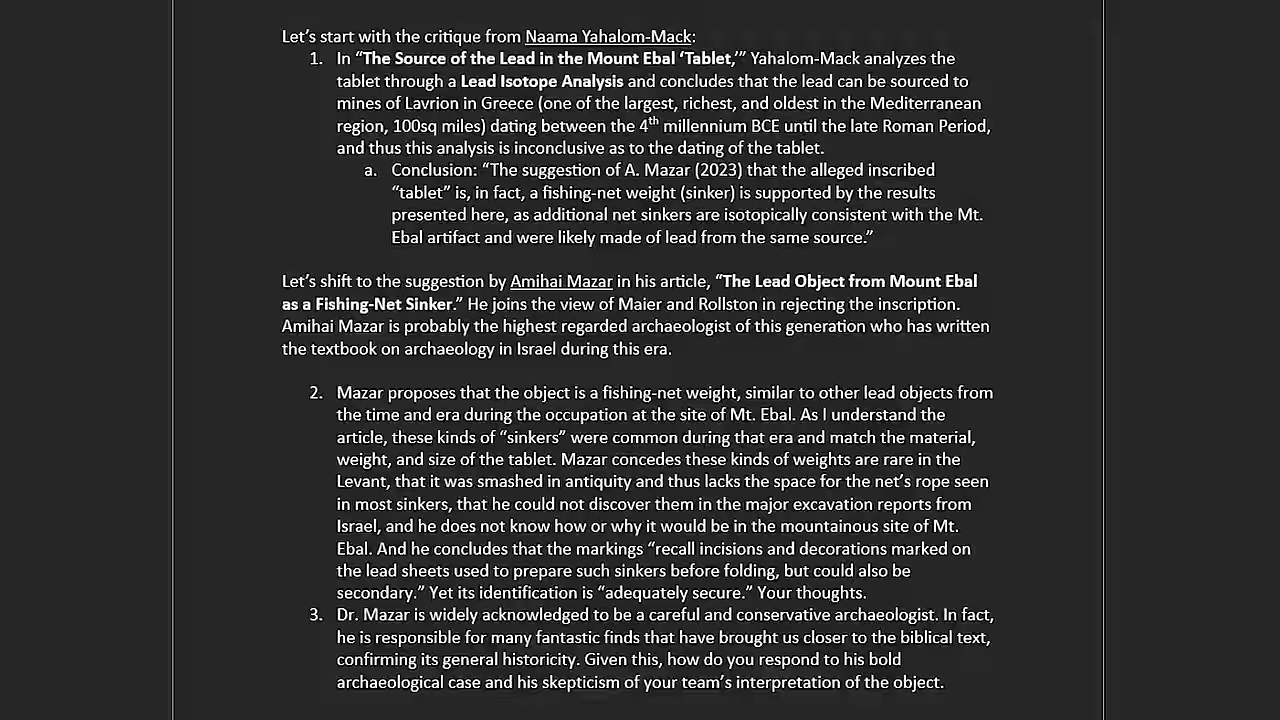 Let's start with the critique from Naama Yahalom-Mack:
1. In “The Source of the Lead in the Mount Ebal ‘Tablet,’” Yahalom-Mack analyzes the
tablet through a Lead Isotope Analysis and concludes that the lead can be sourced to
mines of Lavrion in Greece (one of the largest, richest, and oldest in the Mediterranean
region, 100sq miles) dating between the 4th millennium BCE until the late Roman Period,
and thus this analysis is inconclusive as to the dating of the tablet.
a. Conclusion: “The suggestion of A. Mazar (2023) that the alleged inscribed
“tablet” is, in fact, a fishing-net weight (sinker) is supported by the results
presented here, as additional net sinkers are isotopically consistent with the Mt.
Ebal artifact and were likely made of lead from the same source.”
Let's shift to the suggestion by Amihai Mazar in his article, “The Lead Object from Mount Ebal
as a Fishing-Net Sinker.” He joins the view of Maier and Rollston in rejecting the inscription.
Amihai Mazar is probably the highest regarded archaeologist of this generation who has written
the textbook on archaeology in Israel during this era.
2. Mazar proposes that the object is a fishing-net weight, similar to other lead objects from
the time and era during the occupation at the site of Mt. Ebal. As I understand the
article, these kinds of “sinkers” were common during that era and match the material,
weight, and size of the tablet. Mazar concedes these kinds of weights are rare in the
Levant, that it was smashed in antiquity and thus lacks the space for the net's rope seen
in most sinkers, that he could not discover them in the major excavation reports from
Israel, and he does not know how or why it would be in the mountainous site of Mt.
Ebal. And he concludes that the markings “recall incisions and decorations marked on
the lead sheets used to prepare such sinkers before folding, but could also be
secondary.” Yet its identification is “adequately secure.” Your thoughts.
3. Dr. Mazar is widely acknowledged to be a careful and conservative archaeologist. In fact,
he is responsible for many fantastic finds that have brought us closer to the biblical text,
confirming its general historicity. Given this, how do you respond to his bold
archaeological case and his skepticism of your team's interpretation of the object.